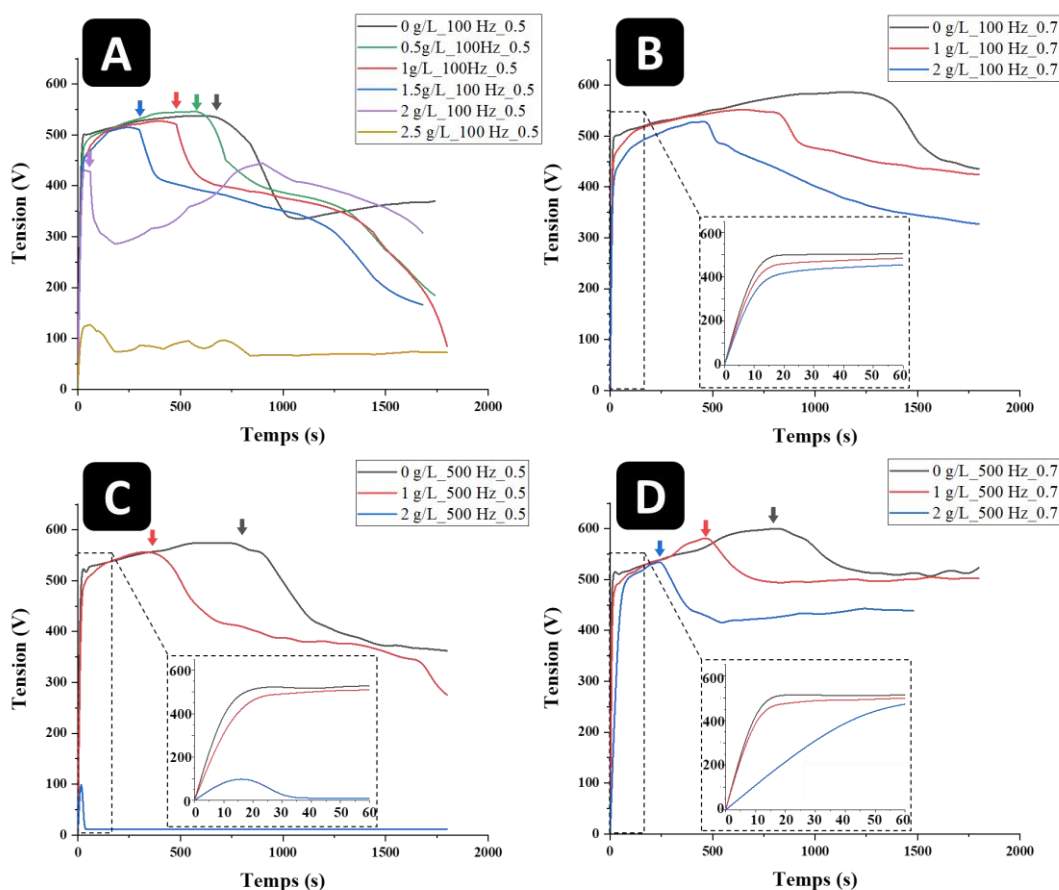 A
0 g/L_100 Hz_0.5
0.5g/L_100Hz_0.5
1g/L_100Hz_0.5
1.5g/L_100 Hz_0.5
2 g/L_100 Hz_0.5
2.5 g/L_100 Hz_0.5
Tension (V)
600
500
400
300
200
100
0
0 500 1000 1500 2000
Temps (s)
B
0 g/L_100 Hz_0.7
1 g/L_100 Hz_0.7
2 g/L_100 Hz_0.7
Tension (V)
600
500
400
300
200
100
0
600
400
200
0
0 10 20 30 40 50 60
0 500 1000 1500 2000
Temps (s)
C
0 g/L_500 Hz_0.5
1 g/L_500 Hz_0.5
2 g/L_500 Hz_0.5
Tension (V)
600
500
400
300
200
100
0
600
400
200
0
0 10 20 30 40 50 60
0 500 1000 1500 2000
Temps (s)
D
0 g/L_500 Hz_0.7
1 g/L_500 Hz_0.7
2 g/L_500 Hz_0.7
Tension (V)
600
500
400
300
200
100
0
600
400
200
0
0 10 20 30 40 50 60
0 500 1000 1500 2000
Temps (s)